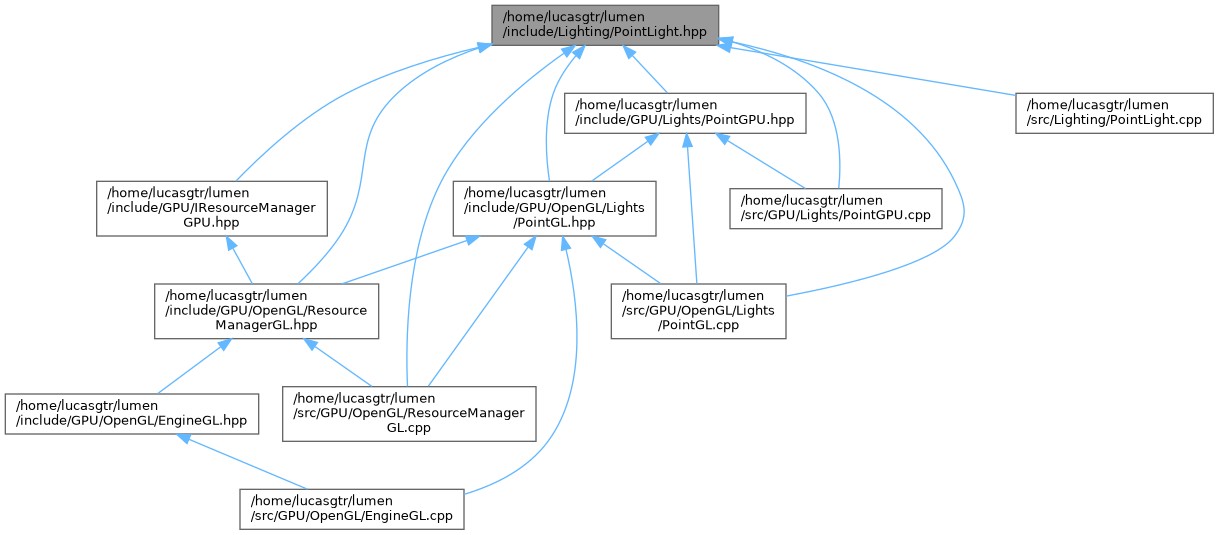 /home/lucasgtr/lumen
/include/Lighting/PointLight.hpp
/home/lucasgtr/lumen
/include/GPU/Lights/PointGPU.hpp
/home/lucasgtr/lumen
/src/Lighting/PointLight.cpp
/home/lucasgtr/lumen
/include/GPU/IResourceManager
GPU.hpp
/home/lucasgtr/lumen
/include/GPU/OpenGL/Lights
/PointGL.hpp
/home/lucasgtr/lumen
/src/GPU/Lights/PointGPU.cpp
/home/lucasgtr/lumen
/include/GPU/OpenGL/Resource
ManagerGL.hpp
/home/lucasgtr/lumen
/src/GPU/OpenGL/Lights
/PointGL.cpp
/home/lucasgtr/lumen
/include/GPU/OpenGL/EngineGL.hpp
/home/lucasgtr/lumen
/src/GPU/OpenGL/ResourceManager
GL.cpp
/home/lucasgtr/lumen
/src/GPU/OpenGL/EngineGL.cpp